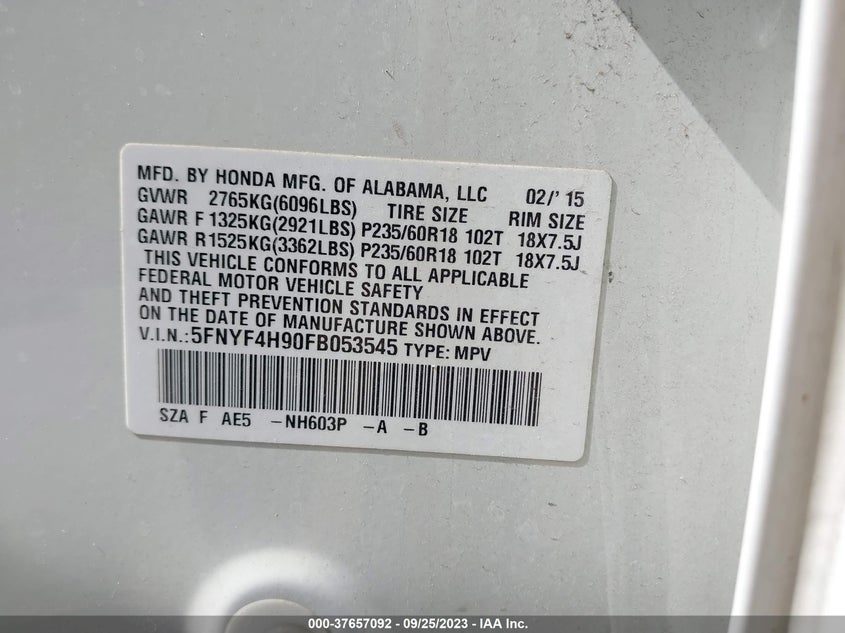 MFD. BY HONDA MFG. OF ALABAMA, LLC 02/' 15
GVWR 2765KG(6096LBS) TIRE SIZE RIM SIZE
GAWR F 1325KG(2921LBS) P235/60R18 102T 18X7.5J
GAWR R1525KG(3362LBS) P235/60R18 102T 18X7.5J
THIS VEHICLE CONFORMS TO ALL APPLICABLE
FEDERAL MOTOR VEHICLE SAFETY
AND THEFT PREVENTION STANDARDS IN EFFECT
ON THE DATE OF MANUFACTURE SHOWN ABOVE.
V.I.N.:5FNYF4H90FB053545 TYPE: MPV
SZA F AE5 -NH603P -A -B
000-37657092 - 09/25/2023 - IAA Inc.